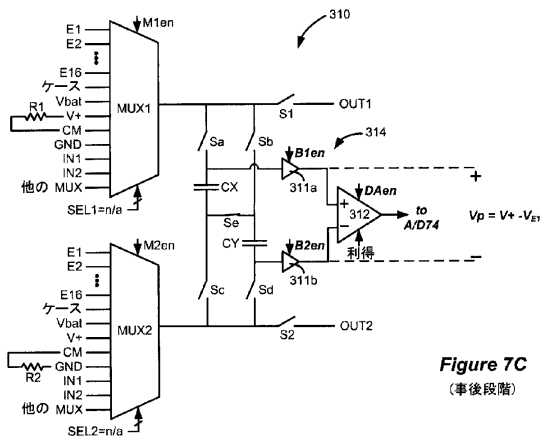 310
M1en
E1
E2
E16
ケース
Vbat
R1
V+
CM
GND
IN1
IN2
他の MUX
MUX1
SEL1=n/a
S1
OUT1
Sa
Sb
314
B1en
311a
CX
Se
CY
DAen
312
+
−
利得
to
A/D74
+
Vp = V+ -VE1
−
B2en
311b
Sc
Sd
M2en
E1
E2
E16
ケース
Vbat
V+
CM
GND
R2
IN1
IN2
他の MUX
MUX2
SEL2=n/a
S2
OUT2
Figure 7C
(事後段階)